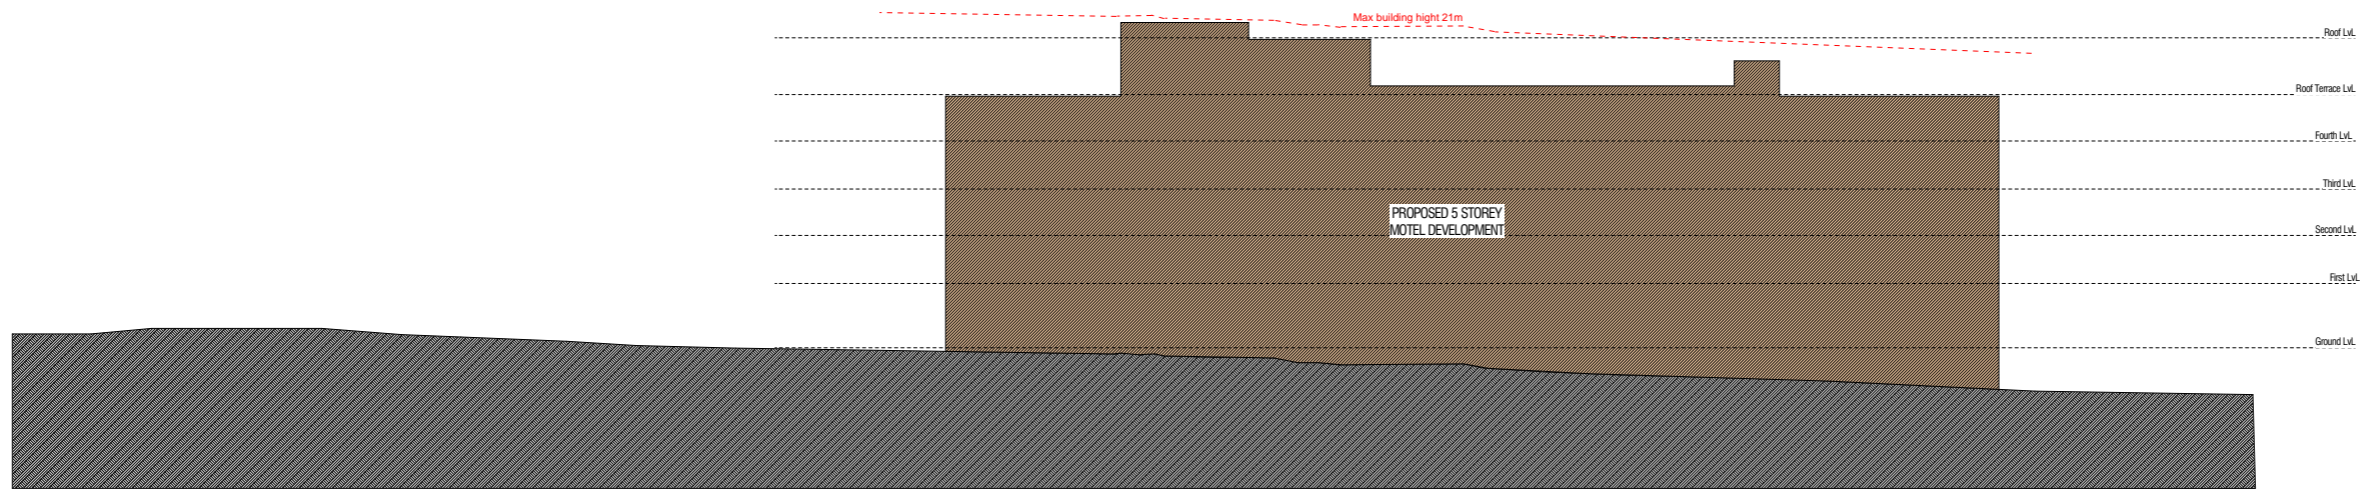 Max building hight 21m
Roof LvL
Roof Terrace LvL
Fourth LvL
Third LvL
PROPOSED 5 STOREY
MOTEL DEVELOPMENT
Second LvL
First LvL
Ground LvL